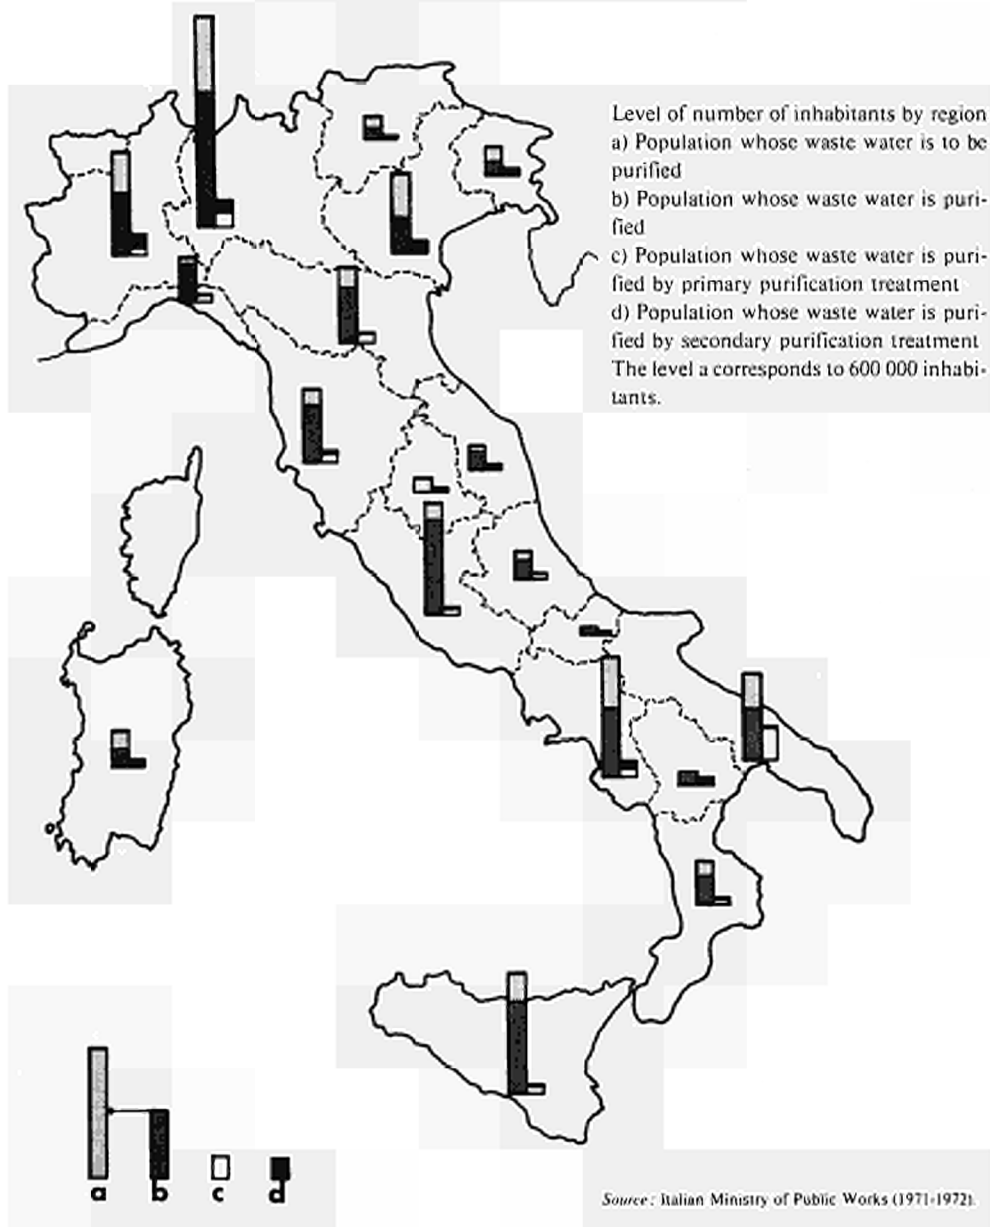 Level of number of inhabitants by region
a) Population whose waste water is to be
purified
b) Population whose waste water is puri-
fied
c) Population whose waste water is puri-
fied by primary purification treatment
d) Population whose waste water is puri-
fied by secondary purification treatment
The level a corresponds to 600 000 inhabi-
tants.
a b c d
Source: Italian Ministry of Public Works (1971-1972).